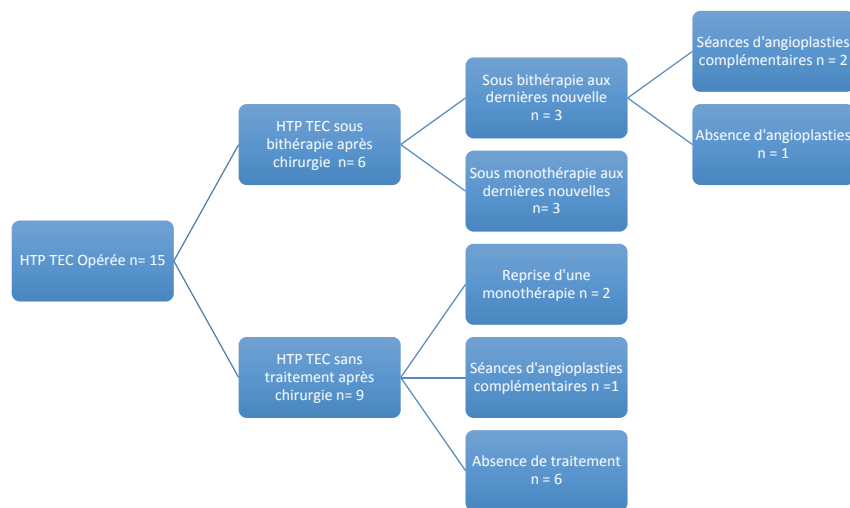 HTP TEC Opérée n= 15
HTP TEC sous
bithérapie après
chirurgie n= 6
Sous bithérapie aux
dernières nouvelle
n = 3
Séances d'angioplasties
complémentaires n = 2
Absence d'angioplasties
n = 1
Sous monothérapie aux
dernières nouvelles
n= 3
HTP TEC sans
traitement après
chirurgie n= 9
Reprise d'une
monothérapie n = 2
Séances d'angioplasties
complémentaires n =1
Absence de traitement
n = 6